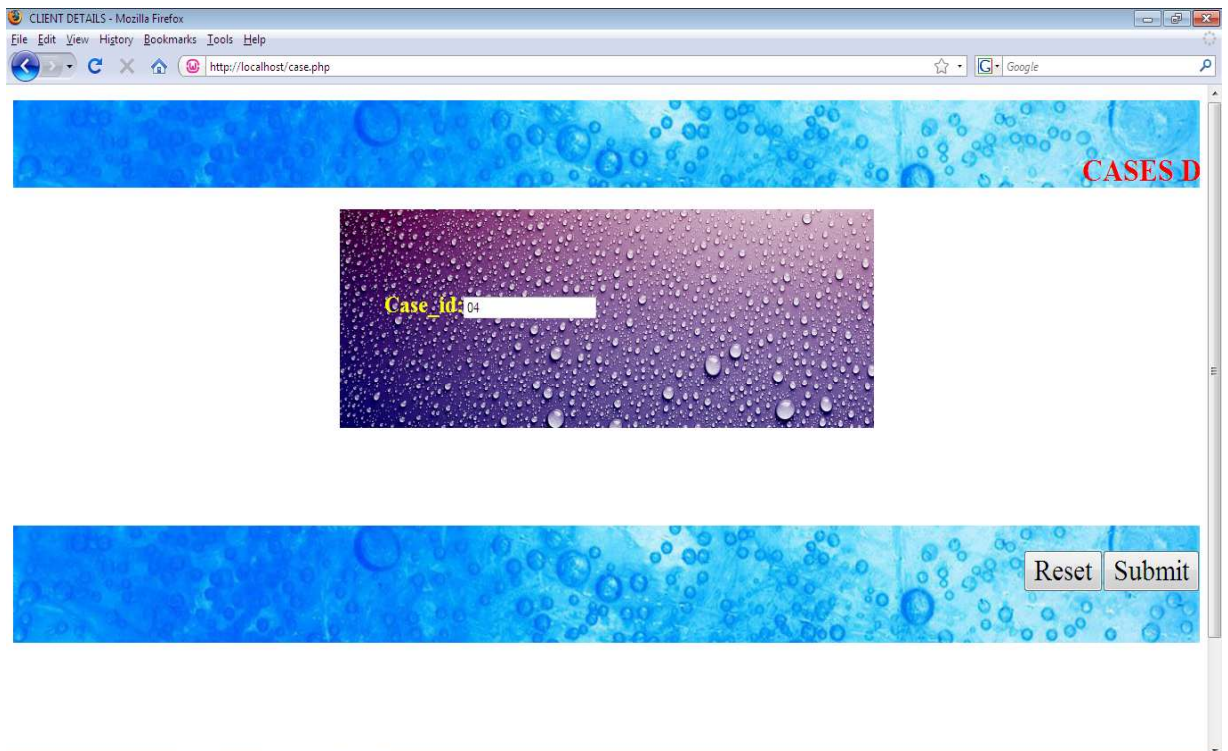 CLIENT DETAILS - Mozilla Firefox
File Edit View History Bookmarks Tools Help
http://localhost/case.php
Google
CASES D
Case_id: 04
Reset Submit